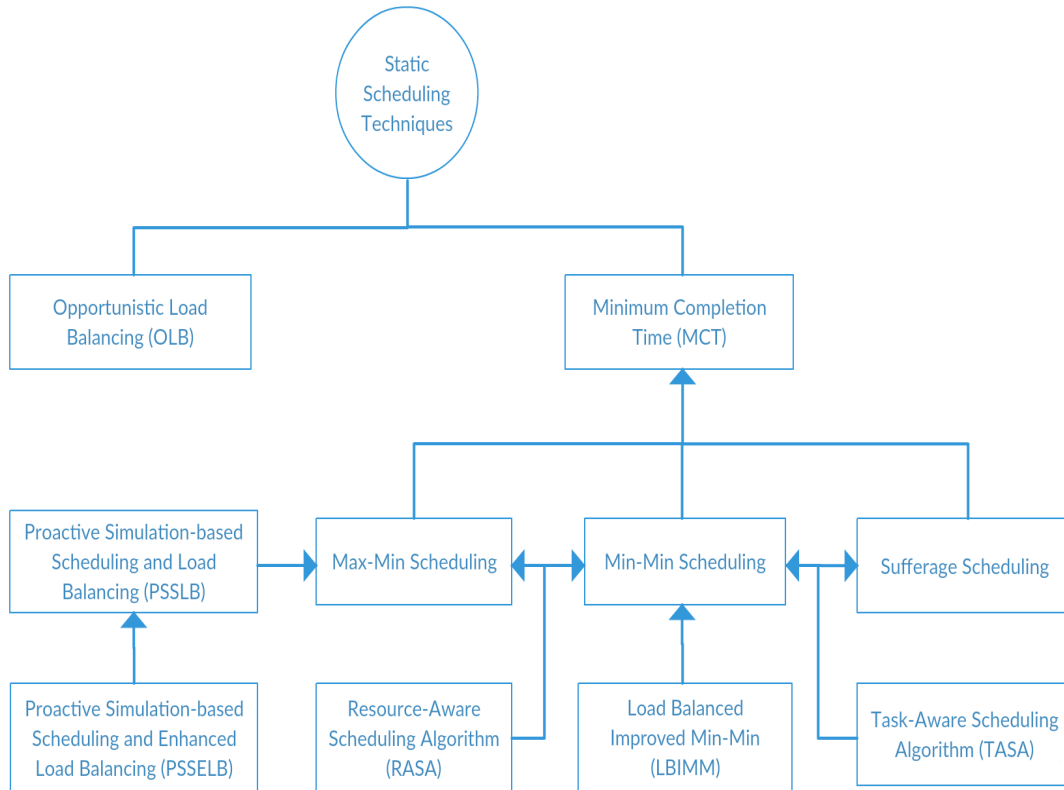 Static
Scheduling
Techniques
Opportunistic Load
Balancing (OLB)
Minimum Completion
Time (MCT)
Proactive Simulation-based
Scheduling and Load
Balancing (PSSLB)
Max-Min Scheduling
Min-Min Scheduling
Sufferage Scheduling
Proactive Simulation-based
Scheduling and Enhanced
Load Balancing (PSSELB)
Resource-Aware
Scheduling Algorithm
(RASA)
Load Balanced
Improved Min-Min
(LBIMM)
Task-Aware Scheduling
Algorithm (TASA)